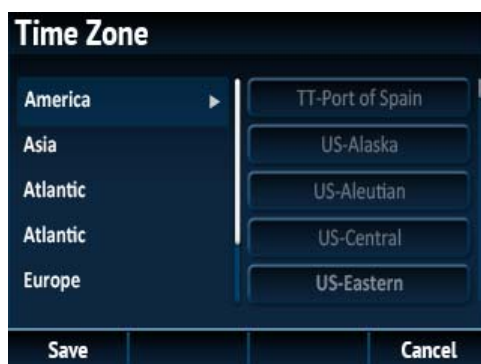 Time Zone
America
TT-Port of Spain
Asia
US-Alaska
Atlantic
US-Aleutian
Atlantic
US-Central
Europe
US-Eastern
Save
Cancel